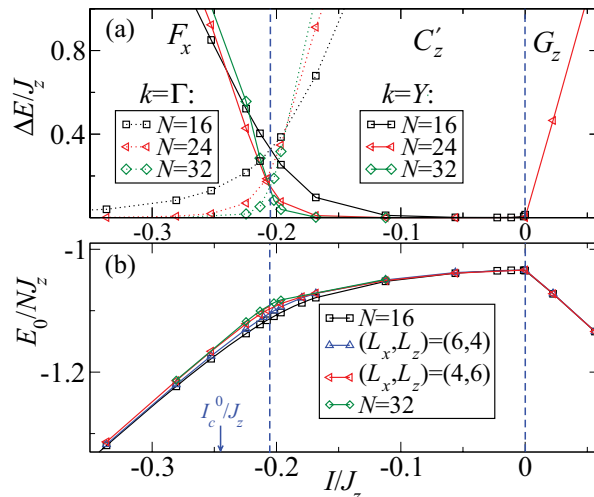 (a) F_x C'_z G_z
ΔE/J_z
0.8
0.4
k=Γ: k=Y:
N=16 N=16
N=24 N=24
N=32 N=32
-0.3 -0.2 -0.1 0
(b)
E_0/NJ_z
-1
-1.2
N=16
(L_x,L_z)=(6,4)
(L_x,L_z)=(4,6)
N=32
I_c^0/J_z
-0.3 -0.2 -0.1 0
I/J_z